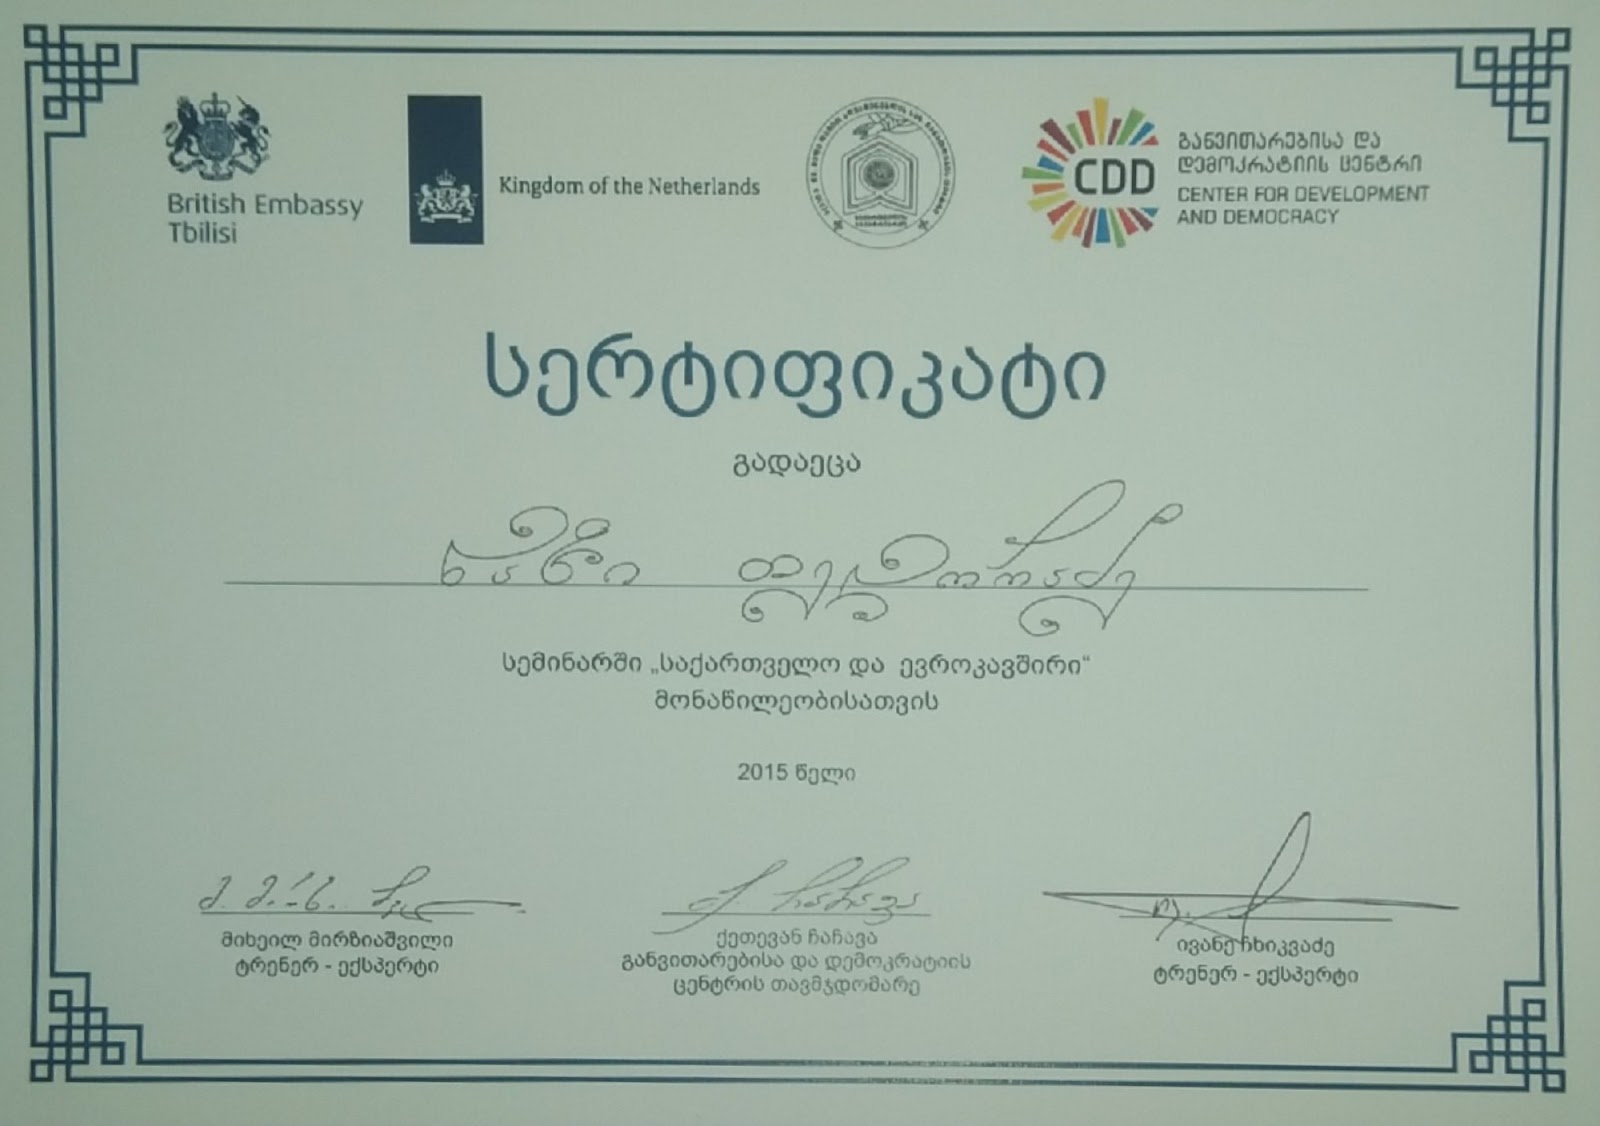 British Embassy
Tbilisi
Kingdom of the Netherlands
CDD
განვითარებისა და
დემოკრატიის ცენტრი
CENTER FOR DEVELOPMENT
AND DEMOCRACY
სერტიფიკატი
გადაეცა
სემინარში „საქართველო და ევროკავშირი“
მონაწილეობისათვის
2015 წელი
მიხეილ მირზიაშვილი
ტრენერ - ექსპერტი
ქეთევან ჩაჩავა
განვითარებისა და დემოკრატიის
ცენტრის თავმჯდომარე
ივანე ჩხიკვაძე
ტრენერ - ექსპერტი